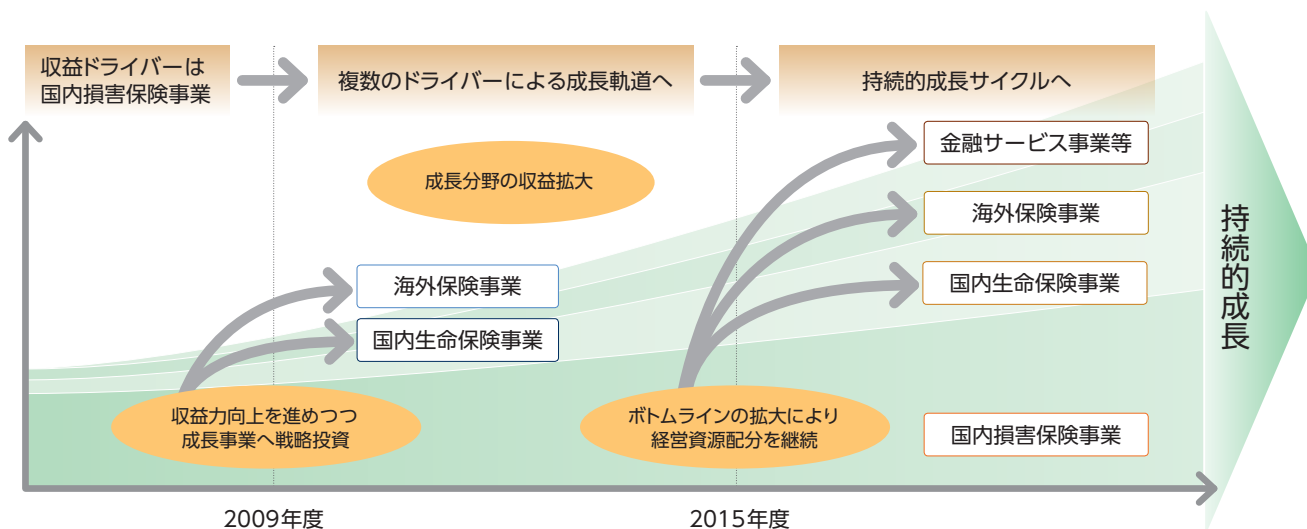 収益ドライバーは
国内損害保険事業
複数のドライバーによる成長軌道へ
持続的成長サイクルへ
成長分野の収益拡大
金融サービス事業等
海外保険事業
国内生命保険事業
海外保険事業
国内生命保険事業
収益力向上を進めつつ
成長事業へ戦略投資
ボトムラインの拡大により
経営資源配分を継続
国内損害保険事業
持続的成長
2009年度
2015年度